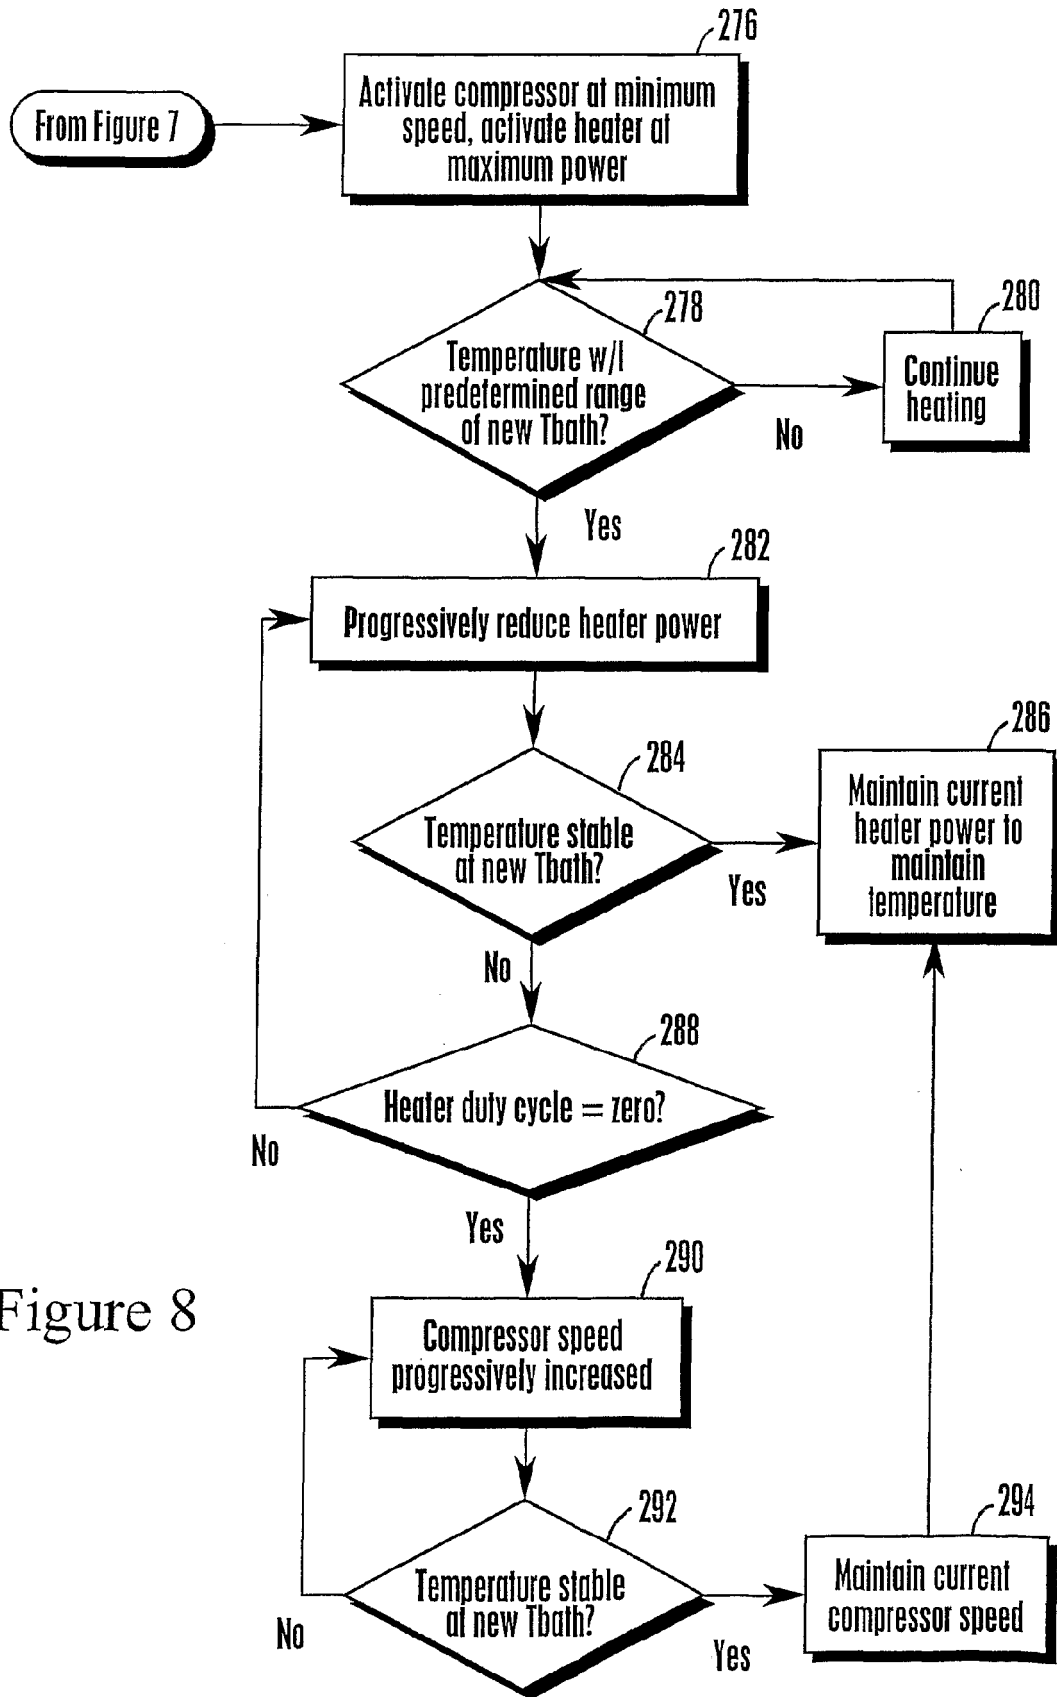 276
From Figure 7
Activate compressor at minimum
speed, activate heater at
maximum power
278
280
Temperature w/I
predetermined range
of new Tbath?
Continue
heating
No
Yes
282
Progressively reduce heater power
284
286
Temperature stable
at new Tbath?
Maintain current
heater power to
maintain
temperature
Yes
No
288
Heater duty cycle = zero?
No
Yes
290
Figure 8
Compressor speed
progressively increased
292
294
Temperature stable
at new Tbath?
Maintain current
compressor speed
No
Yes